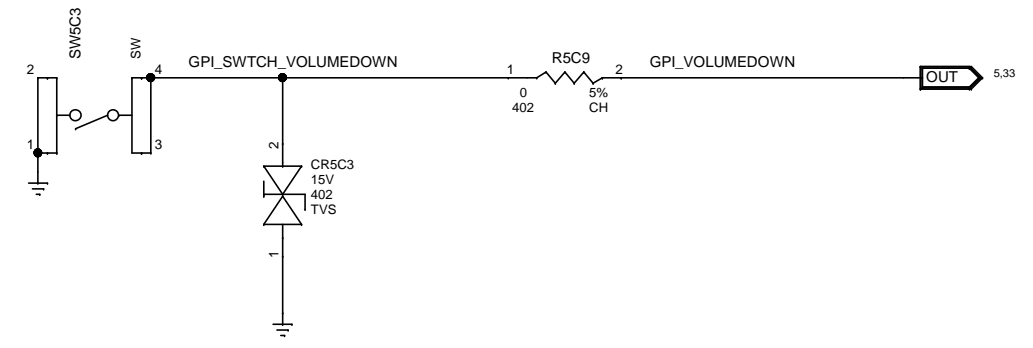 SW5C3
SW
2
4
1
3
GPI_SWTCH_VOLUMEDOWN
R5C9
1
2
0
5%
402
CH
GPI_VOLUMEDOWN
OUT
5,33
2
CR5C3
15V
402
TVS
1